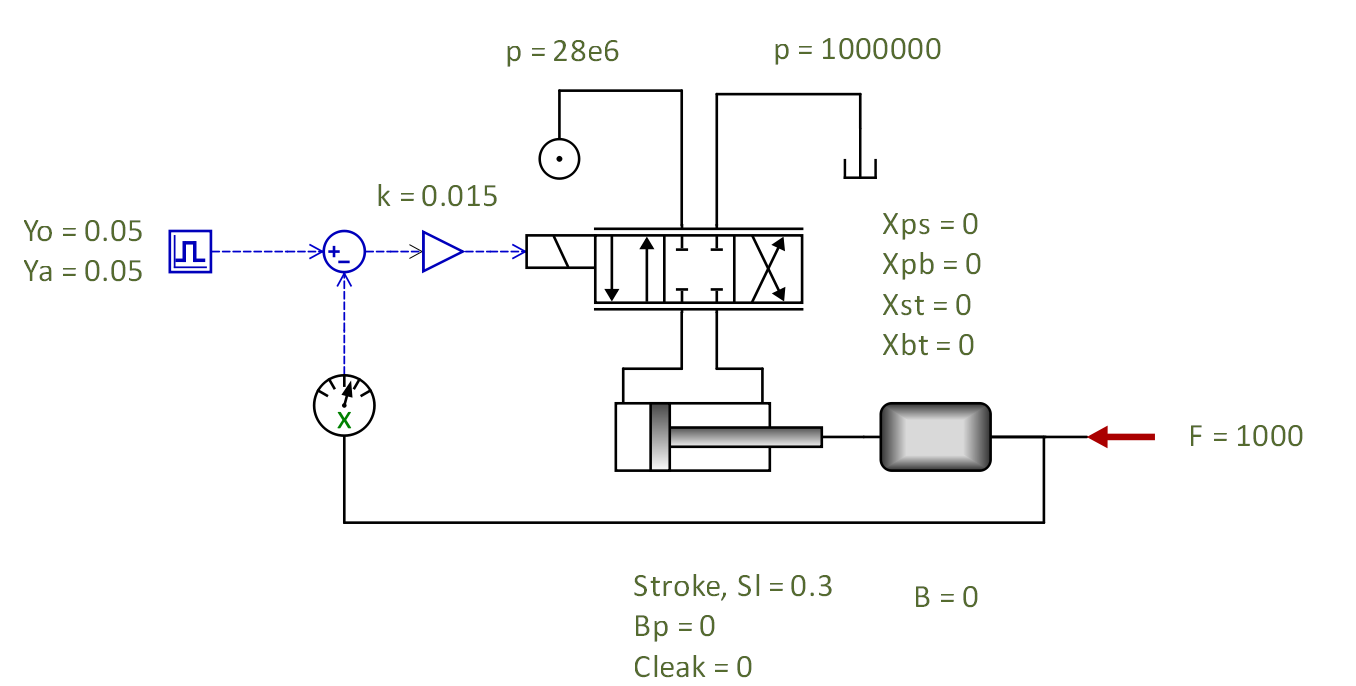 p = 28e6
p = 1000000
k = 0.015
Yo = 0.05
Ya = 0.05
Xps = 0
Xpb = 0
Xst = 0
Xbt = 0
X
F = 1000
Stroke, Sl = 0.3
Bp = 0
Cleak = 0
B = 0